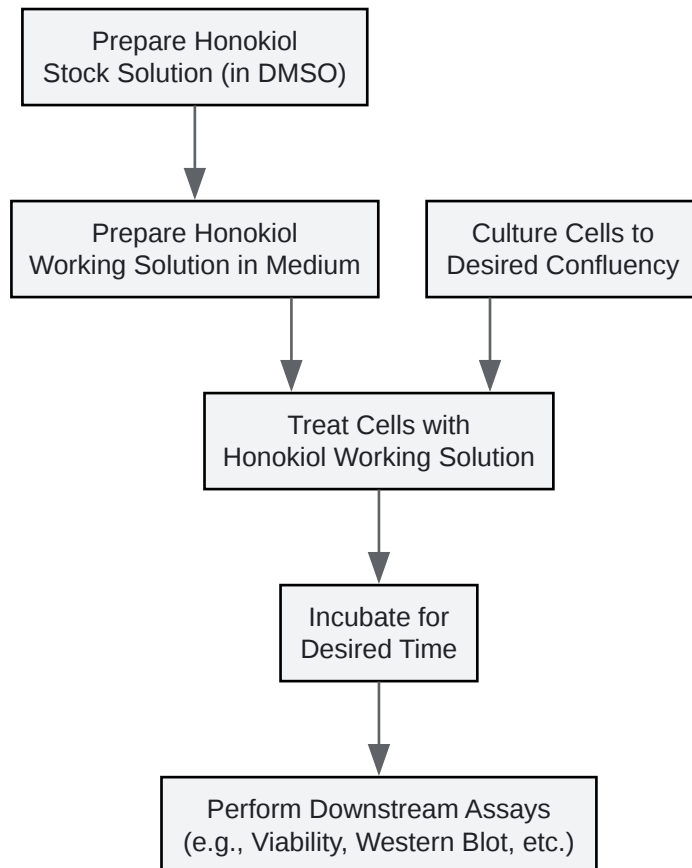 Prepare Honokiol
Stock Solution (in DMSO)
Prepare Honokiol
Working Solution in Medium
Culture Cells to
Desired Confluency
Treat Cells with
Honokiol Working Solution
Incubate for
Desired Time
Perform Downstream Assays
(e.g., Viability, Western Blot, etc.)